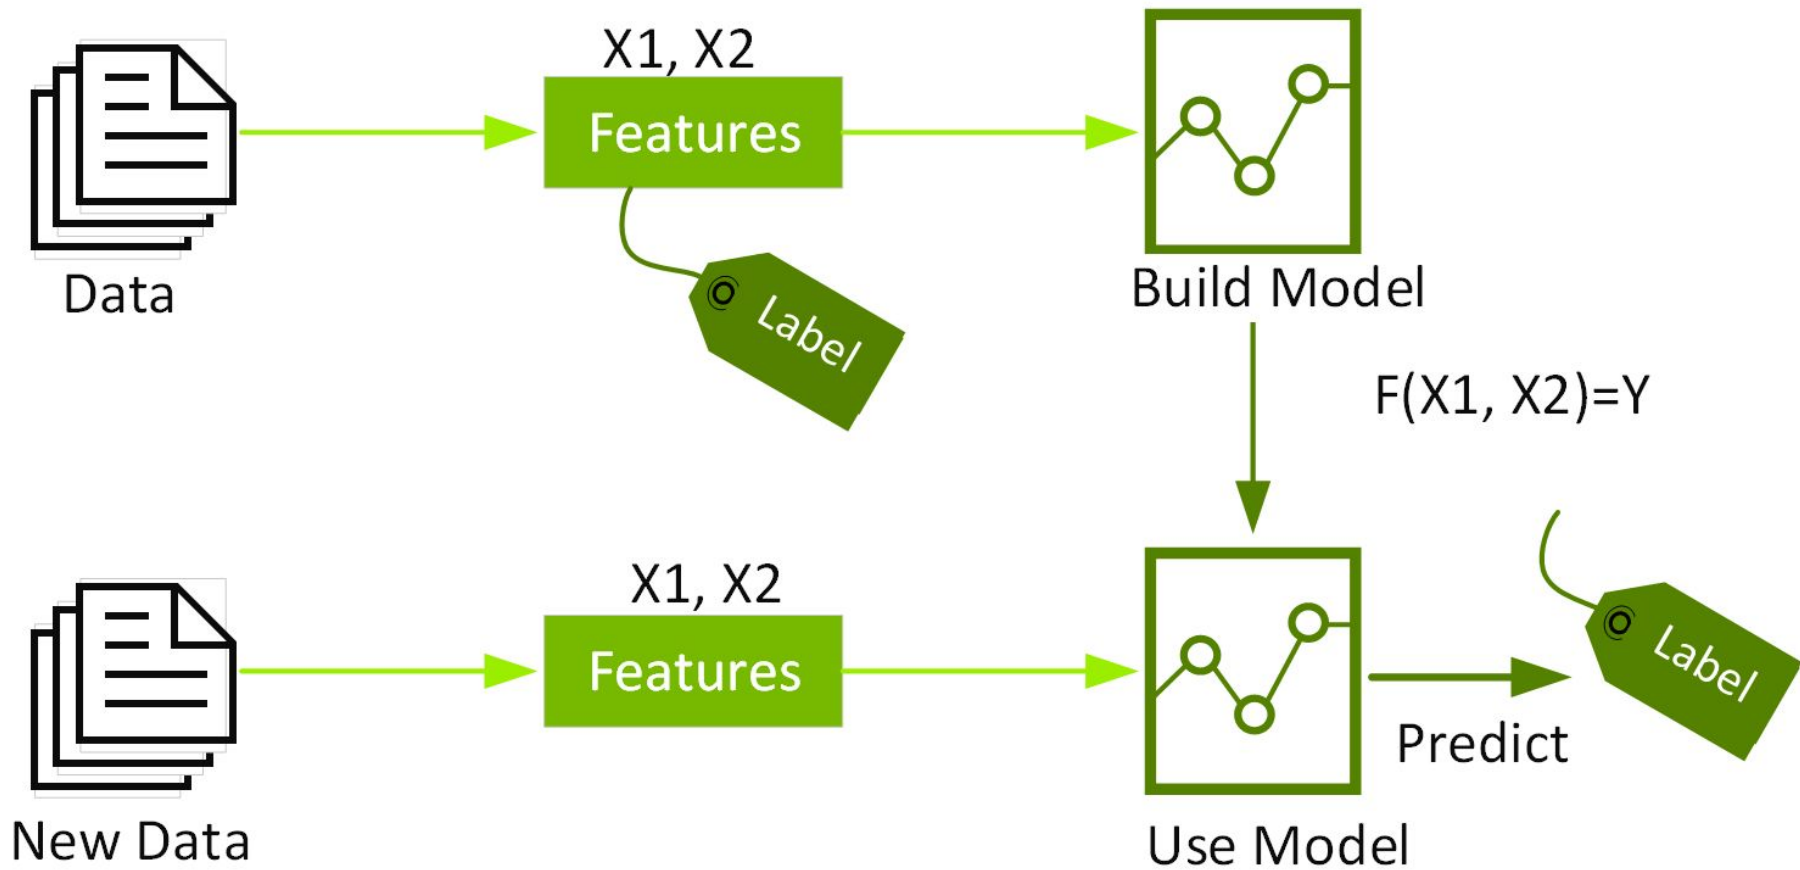 X1, X2
Features
Label
Data
Build Model
F(X1, X2)=Y
X1, X2
Features
Label
Predict
New Data
Use Model